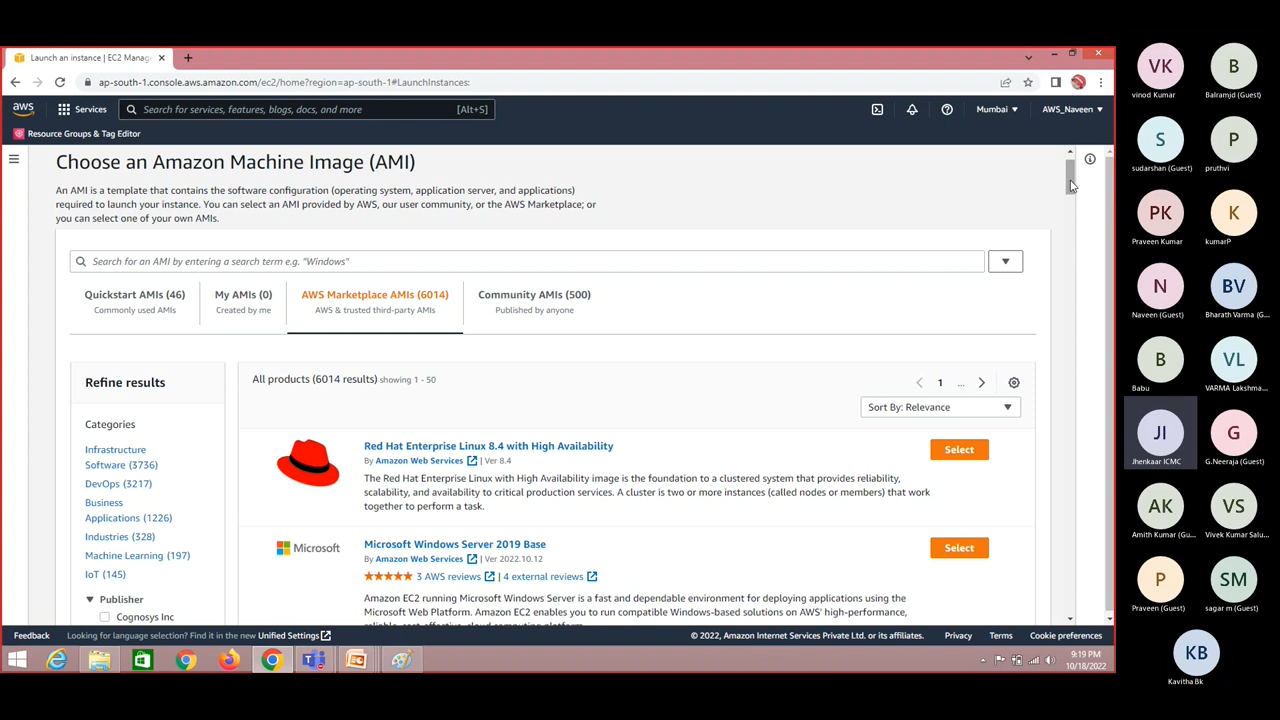 Launch an instance | EC2 Manag
ap-south-1.console.aws.amazon.com/ec2/home?region=ap-south-1#LaunchInstances:
aws
Services
Search for services, features, blogs, docs, and more
[Alt+S]
Mumbai
AWS_Naveen
Resource Groups & Tag Editor
Choose an Amazon Machine Image (AMI)
An AMI is a template that contains the software configuration (operating system, application server, and applications)
required to launch your instance. You can select an AMI provided by AWS, our user community, or the AWS Marketplace; or
you can select one of your own AMIs.
Search for an AMI by entering a search term e.g. "Windows"
Quickstart AMIs (46)
Commonly used AMIs
My AMIs (0)
Created by me
AWS Marketplace AMIs (6014)
AWS & trusted third-party AMIs
Community AMIs (500)
Published by anyone
Refine results
Categories
Infrastructure
Software (3736)
DevOps (3217)
Business
Applications (1226)
Industries (328)
Machine Learning (197)
IoT (145)
Publisher
Cognosys Inc
All products (6014 results) showing 1 - 50
1
...
Sort By: Relevance
Red Hat Enterprise Linux 8.4 with High Availability
By Amazon Web Services | Ver 8.4
The Red Hat Enterprise Linux with High Availability image is the foundation to a clustered system that provides reliability,
scalability, and availability to critical production services. A cluster is two or more instances (called nodes or members) that work
together to perform a task.
Select
Microsoft
Microsoft Windows Server 2019 Base
By Amazon Web Services | Ver 2022.10.12
3 AWS reviews | 4 external reviews
Amazon EC2 running Microsoft Windows Server is a fast and dependable environment for deploying applications using the
Microsoft Web Platform. Amazon EC2 enables you to run compatible Windows-based solutions on AWS' high-performance,
reliable, cost-effective, cloud computing platform.
Select
Feedback
Looking for language selection? Find it in the new Unified Settings
© 2022, Amazon Internet Services Private Ltd. or its affiliates.
Privacy
Terms
Cookie preferences
9:19 PM
10/18/2022
VK
vinod Kumar
B
Balramjd (Guest)
S
sudarshan (Guest)
P
pruthvi
PK
Praveen Kumar
K
kumarP
N
Naveen (Guest)
BV
Bharath Varma (G...
B
Babu
VL
VARMA Lakshma...
JI
Jhenkaar ICMC
G
G.Neeraja (Guest)
AK
Amith Kumar (Gu...
VS
Vivek Kumar Salu...
P
Praveen (Guest)
SM
sagar m (Guest)
KB
Kavitha Bk